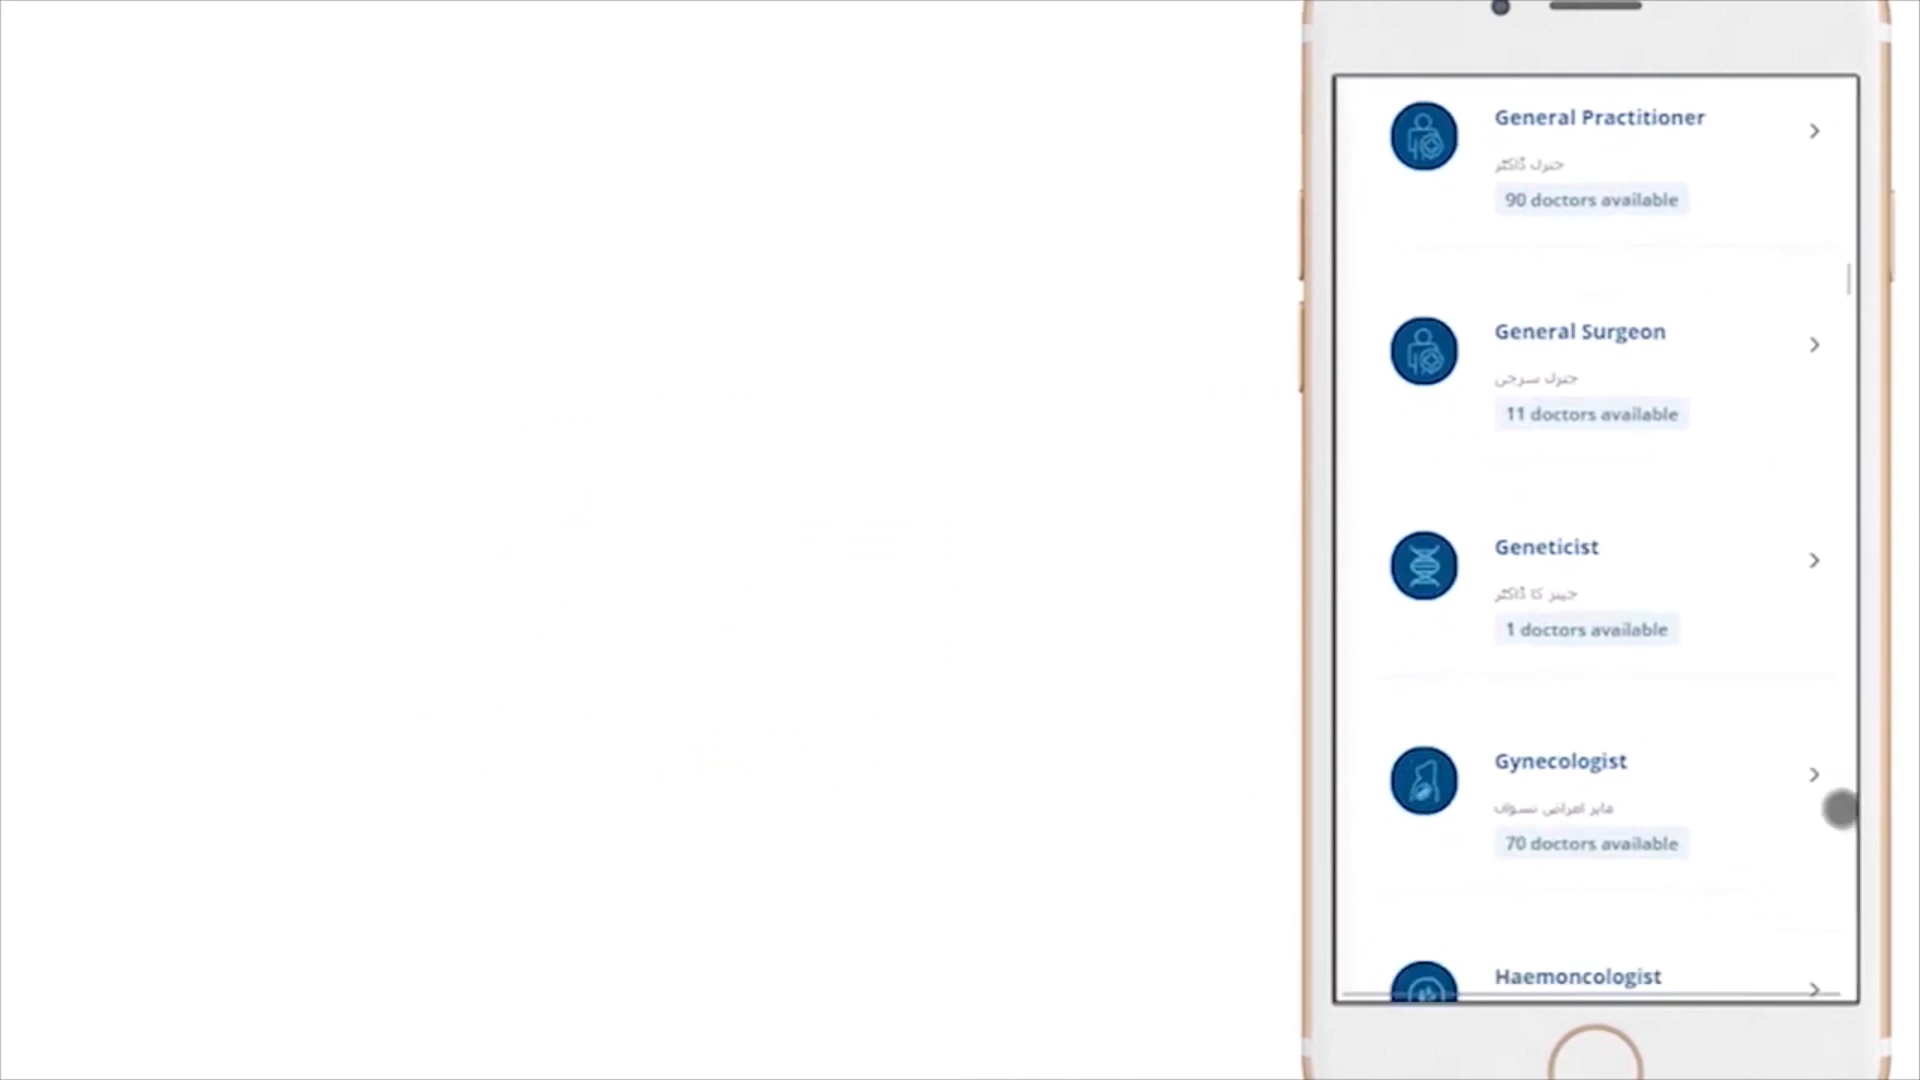 General Practitioner
جنرل ڈاکٹر
90 doctors available
General Surgeon
جنرل سرجن
11 doctors available
Geneticist
جینز کا ڈاکٹر
1 doctors available
Gynecologist
ماہر امراض نسواں
70 doctors available
Haemoncologist